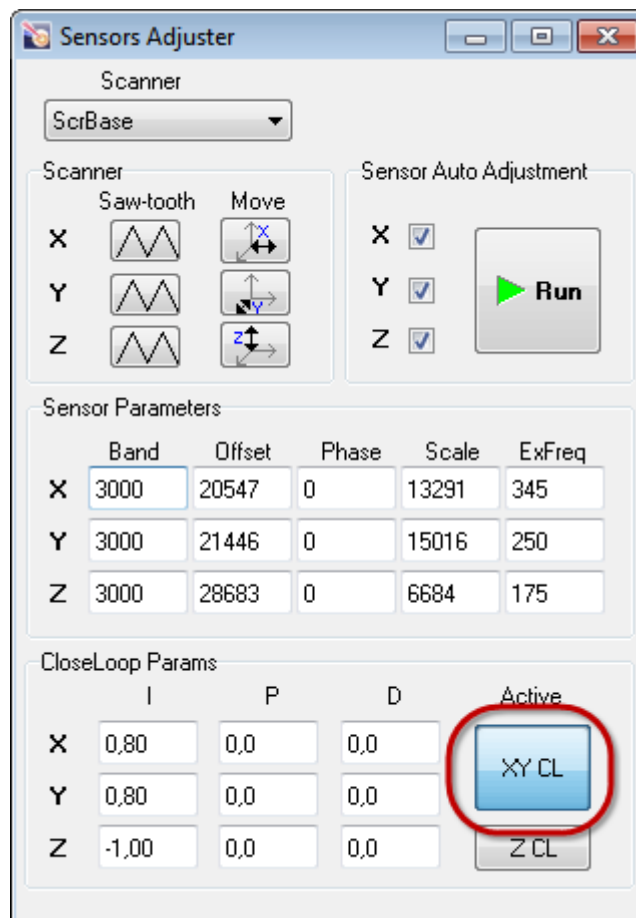 Sensors Adjuster
Scanner
ScrBase
Scanner
Saw-tooth Move
X X
Y Y
Z Z
Sensor Auto Adjustment
X
Y
Z
Run
Sensor Parameters
Band Offset Phase Scale ExFreq
X 3000 20547 0 13291 345
Y 3000 21446 0 15016 250
Z 3000 28683 0 6684 175
CloseLoop Params
I P D Active
X 0,80 0,0 0,0 XY CL
Y 0,80 0,0 0,0
Z -1,00 0,0 0,0 Z CL